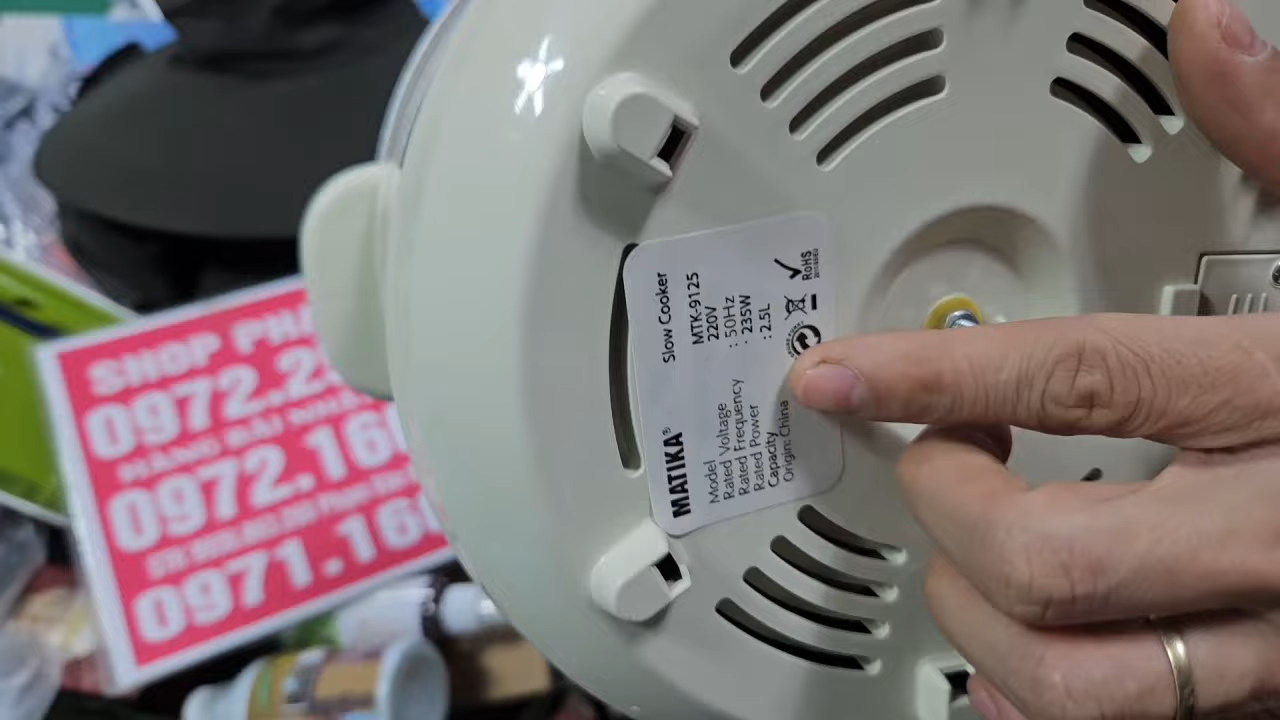 MATIKA® Slow Cooker
Model MTK-9125
Rated Voltage 220V
Rated Frequency : 50Hz
Rated Power : 235W
Capacity : 2.5L
Origin: China
RoHS
SHOP
0972.2
0972.16
0971.16